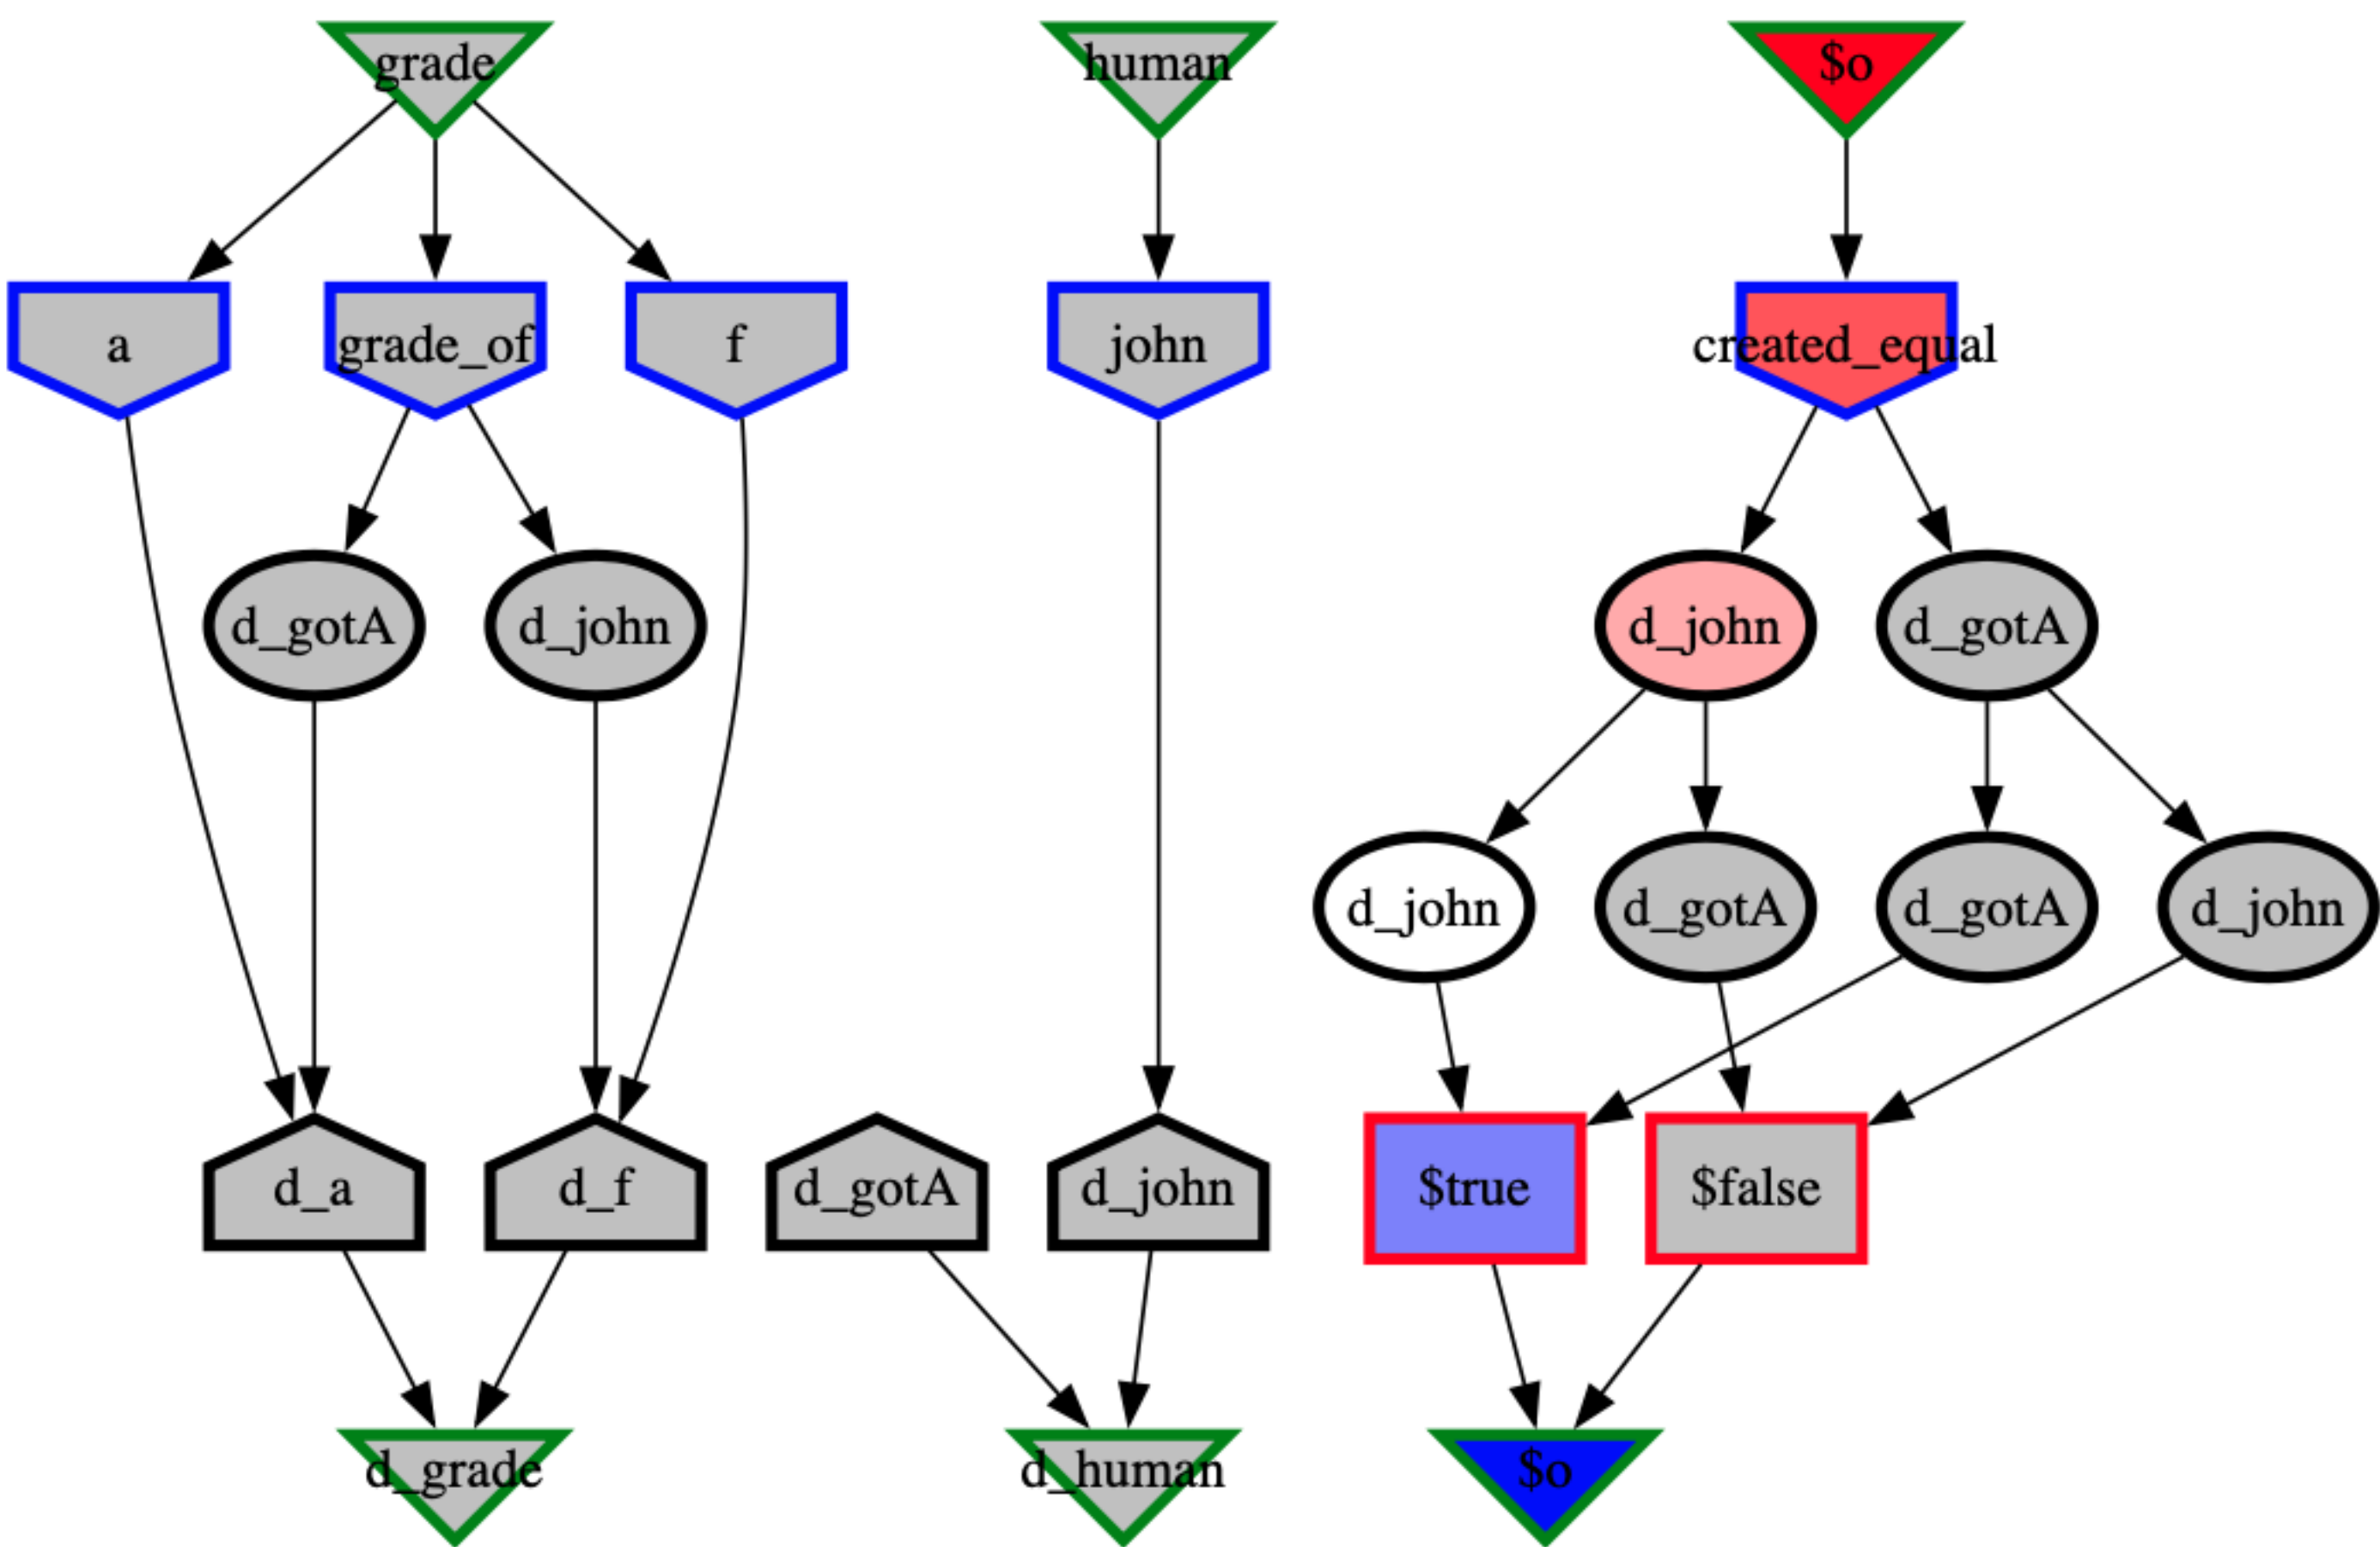 grade
human
$o
a
grade_of
f
john
created_equal
d_gotA
d_john
d_john
d_gotA
d_john
d_gotA
d_gotA
d_john
d_a
d_f
d_gotA
d_john
$true
$false
d_grade
d_human
$o